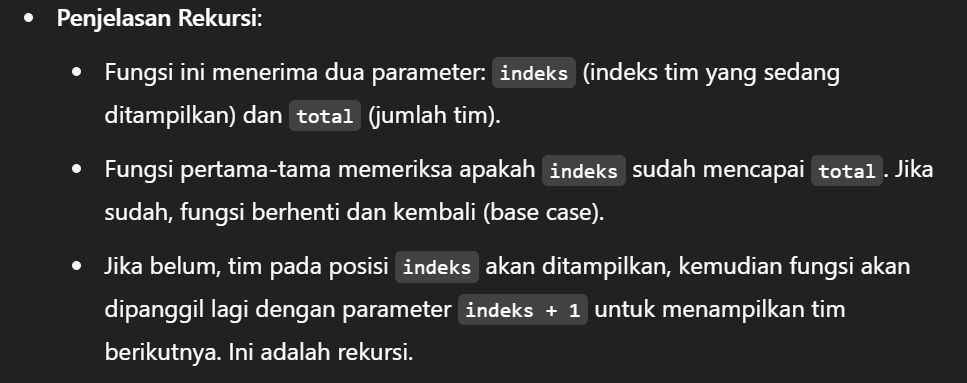 • Penjelasan Rekursi:
• Fungsi ini menerima dua parameter: indeks (indeks tim yang sedang
ditampilkan) dan total (jumlah tim).
• Fungsi pertama-tama memeriksa apakah indeks sudah mencapai total. Jika
sudah, fungsi berhenti dan kembali (base case).
• Jika belum, tim pada posisi indeks akan ditampilkan, kemudian fungsi akan
dipanggil lagi dengan parameter indeks + 1 untuk menampilkan tim
berikutnya. Ini adalah rekursi.